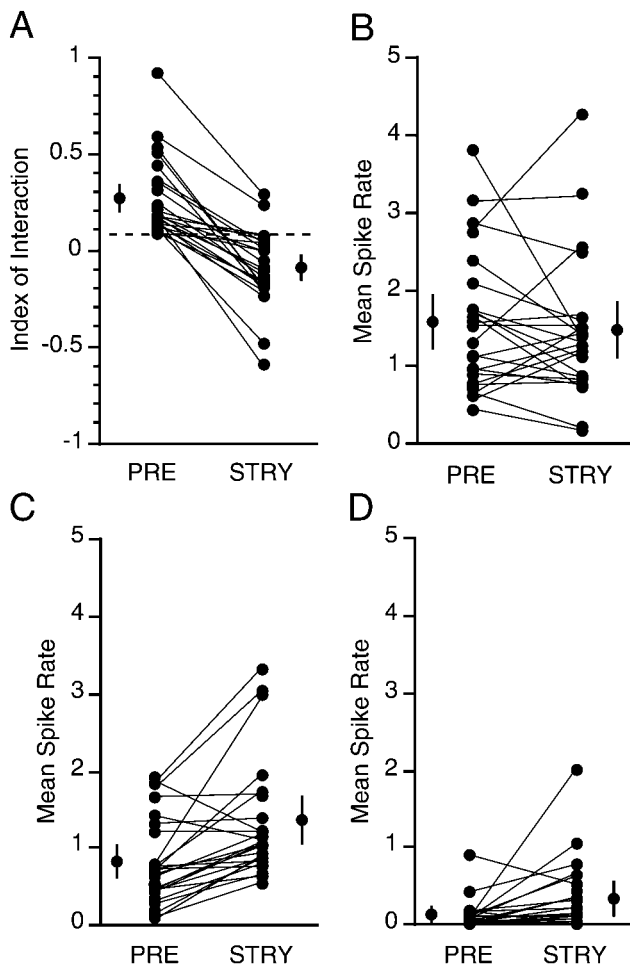 A
Index of Interaction
1
0.5
0
-0.5
-1
PRE STRY
B
Mean Spike Rate
5
4
3
2
1
0
PRE STRY
C
Mean Spike Rate
5
4
3
2
1
0
PRE STRY
D
Mean Spike Rate
5
4
3
2
1
0
PRE STRY